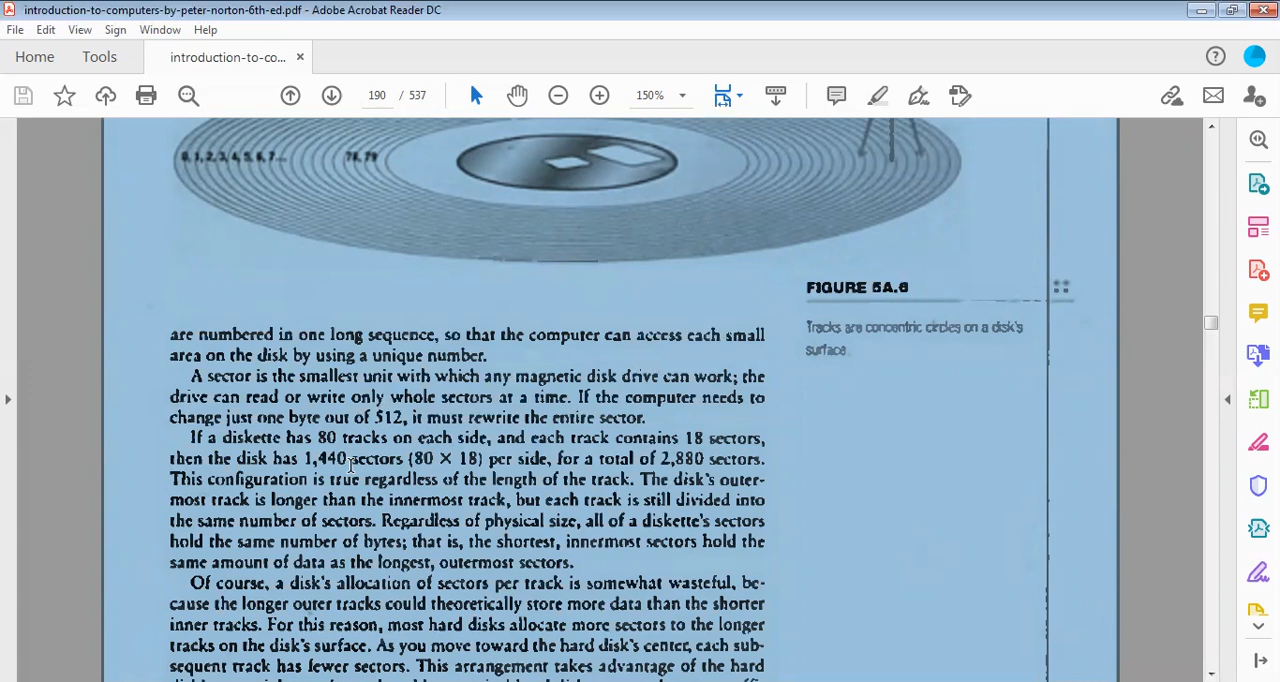 introduction-to-computers-by-peter-norton-6th-ed.pdf - Adobe Acrobat Reader DC
File Edit View Sign Window Help
Home Tools introduction-to-co... ×
190 / 537 150%
0, 1, 2, 3, 4, 5, 6, 7... 78, 79
FIGURE 5A.6
Tracks are concentric circles on a disk's
surface.
are numbered in one long sequence, so that the computer can access each small
area on the disk by using a unique number.
A sector is the smallest unit with which any magnetic disk drive can work; the
drive can read or write only whole sectors at a time. If the computer needs to
change just one byte out of 512, it must rewrite the entire sector.
If a diskette has 80 tracks on each side, and each track contains 18 sectors,
then the disk has 1,440 sectors (80 × 18) per side, for a total of 2,880 sectors.
This configuration is true regardless of the length of the track. The disk's outer-
most track is longer than the innermost track, but each track is still divided into
the same number of sectors. Regardless of physical size, all of a diskette's sectors
hold the same number of bytes; that is, the shortest, innermost sectors hold the
same amount of data as the longest, outermost sectors.
Of course, a disk's allocation of sectors per track is somewhat wasteful, be-
cause the longer outer tracks could theoretically store more data than the shorter
inner tracks. For this reason, most hard disks allocate more sectors to the longer
tracks on the disk's surface. As you move toward the hard disk's center, each sub-
sequent track has fewer sectors. This arrangement takes advantage of the hard